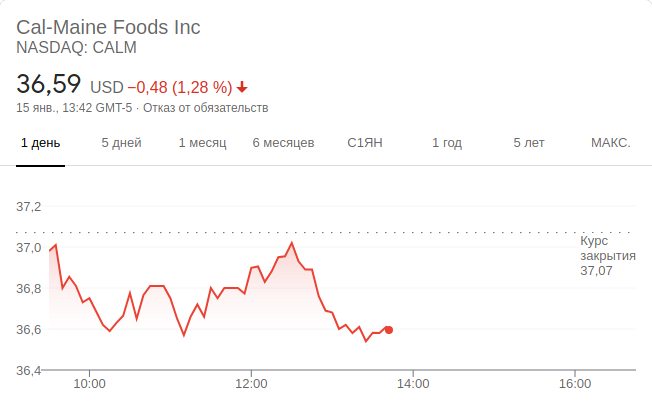 Cal-Maine Foods Inc
NASDAQ: CALM
36,59 USD −0,48 (1,28 %)
15 янв., 13:42 GMT-5 · Отказ от обязательств
1 день 5 дней 1 месяц 6 месяцев С1ЯН 1 год 5 лет МАКС.
37,2
37,0
36,8
36,6
36,4
Курс
закрытия
37,07
10:00 12:00 14:00 16:00